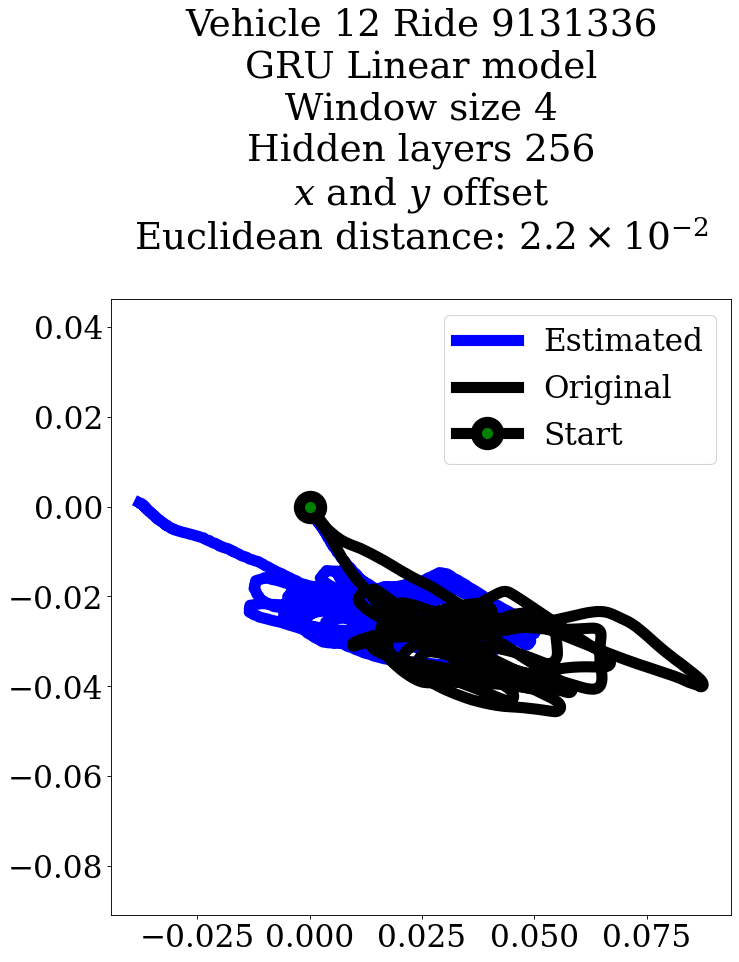 Vehicle 12 Ride 9131336
GRU Linear model
Window size 4
Hidden layers 256
x and y offset
Euclidean distance: 2.2 × 10⁻²
Estimated
Original
Start
0.04
0.02
0.00
−0.02
−0.04
−0.06
−0.08
−0.025 0.000 0.025 0.050 0.075